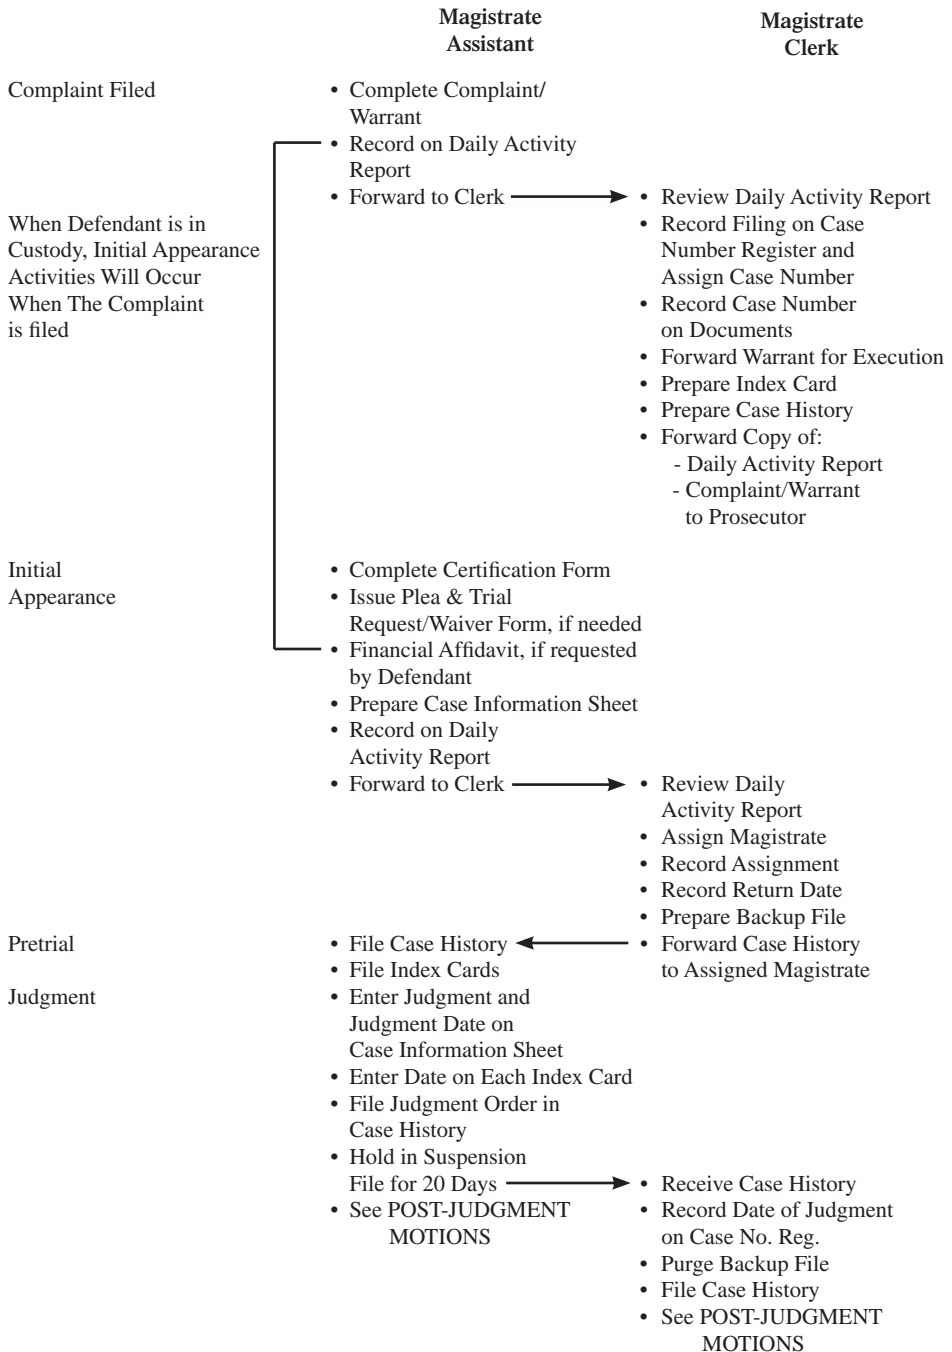 Magistrate
Assistant
Magistrate
Clerk
Complaint Filed
• Complete Complaint/
Warrant
• Record on Daily Activity
Report
• Forward to Clerk
• Review Daily Activity Report
• Record Filing on Case
Number Register and
Assign Case Number
• Record Case Number
on Documents
• Forward Warrant for Execution
• Prepare Index Card
• Prepare Case History
• Forward Copy of:
- Daily Activity Report
- Complaint/Warrant
to Prosecutor
When Defendant is in
Custody, Initial Appearance
Activities Will Occur
When The Complaint
is filed
Initial
Appearance
• Complete Certification Form
• Issue Plea & Trial
Request/Waiver Form, if needed
• Financial Affidavit, if requested
by Defendant
• Prepare Case Information Sheet
• Record on Daily
Activity Report
• Forward to Clerk
• Review Daily
Activity Report
• Assign Magistrate
• Record Assignment
• Record Return Date
• Prepare Backup File
• Forward Case History
to Assigned Magistrate
Pretrial
• File Case History
• File Index Cards
Judgment
• Enter Judgment and
Judgment Date on
Case Information Sheet
• Enter Date on Each Index Card
• File Judgment Order in
Case History
• Hold in Suspension
File for 20 Days
• See POST-JUDGMENT
MOTIONS
• Receive Case History
• Record Date of Judgment
on Case No. Reg.
• Purge Backup File
• File Case History
• See POST-JUDGMENT
MOTIONS